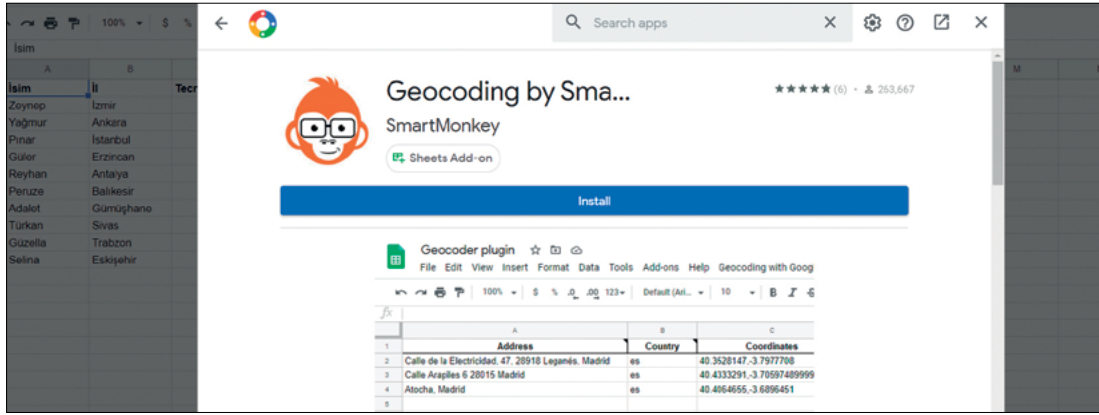 100% $ %
Search apps
İsim
A B M
İsim İl Tecr
Zeynep İzmir
Yağmur Ankara
Pınar İstanbul
Güler Erzincan
Reyhan Antalya
Peruze Balıkesir
Adalet Gümüşhane
Türkan Sivas
Güzella Trabzon
Selina Eskişehir
Geocoding by Sma...
(6) 263,667
SmartMonkey
Sheets Add-on
Install
Geocoder plugin
File Edit View Insert Format Data Tools Add-ons Help Geocoding with Goog
100% $ % .0 .00 123 Default (Ari... 10 B I S
fx
A B C
1 Address Country Coordinates
2 Calle de la Electricidad, 47, 28918 Leganés, Madrid es 40.3528147,-3.7977708
3 Calle Arapiles 6 28015 Madrid es 40.4333291,-3.70597489999
4 Atocha, Madrid es 40.4064655,-3.6896451
5